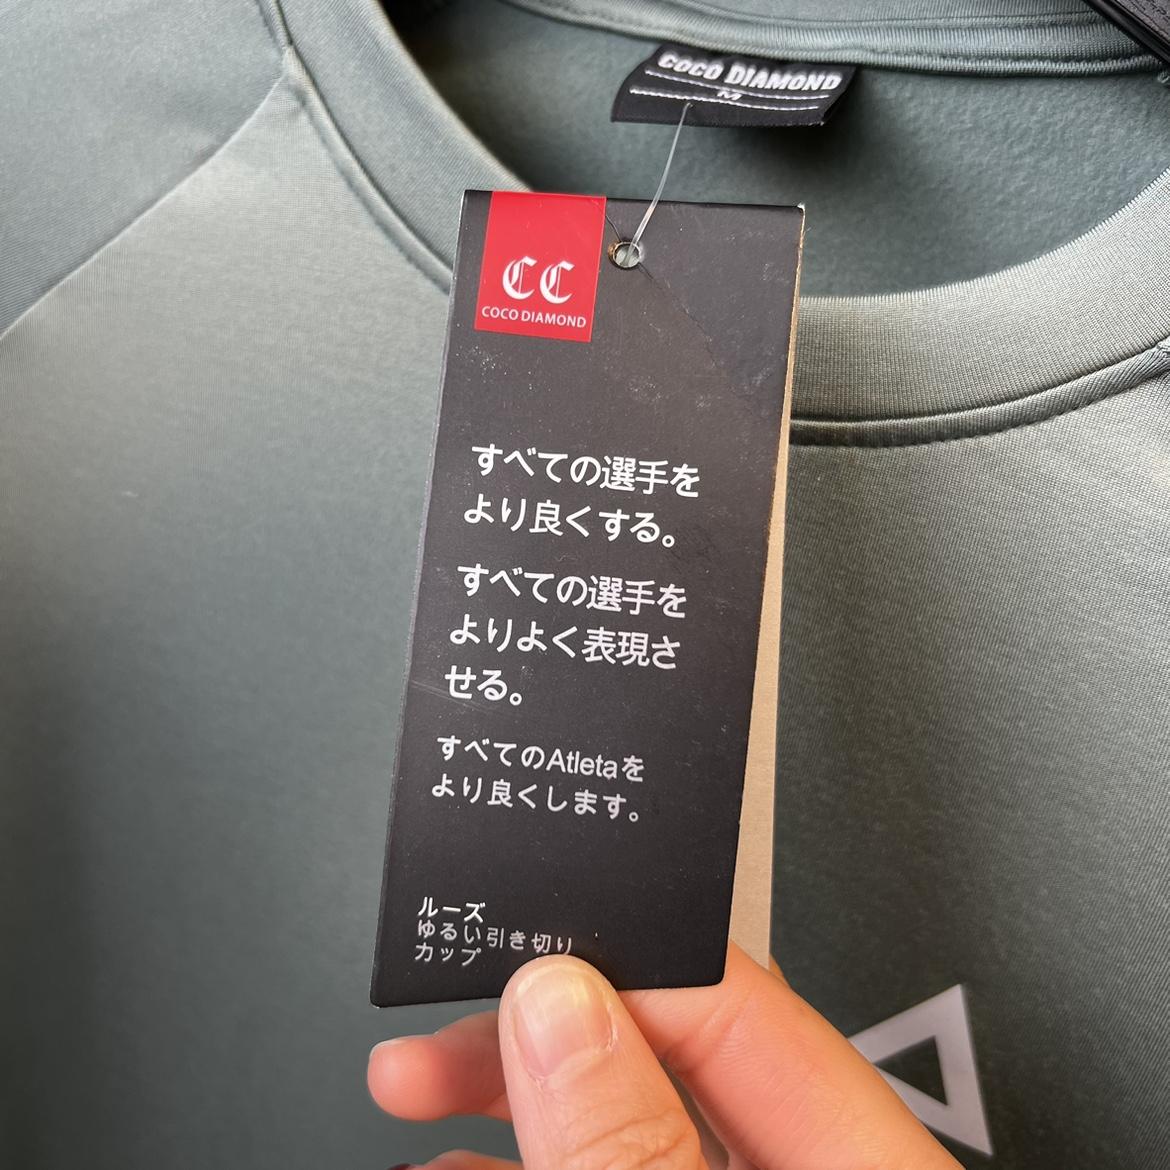 COCO DIAMOND
M
CC
COCO DIAMOND
すべての選手を
より良くする。
すべての選手を
よりよく表現さ
せる。
すべてのAtletaを
より良くします。
ルーズ
ゆるい引き切り
カップ